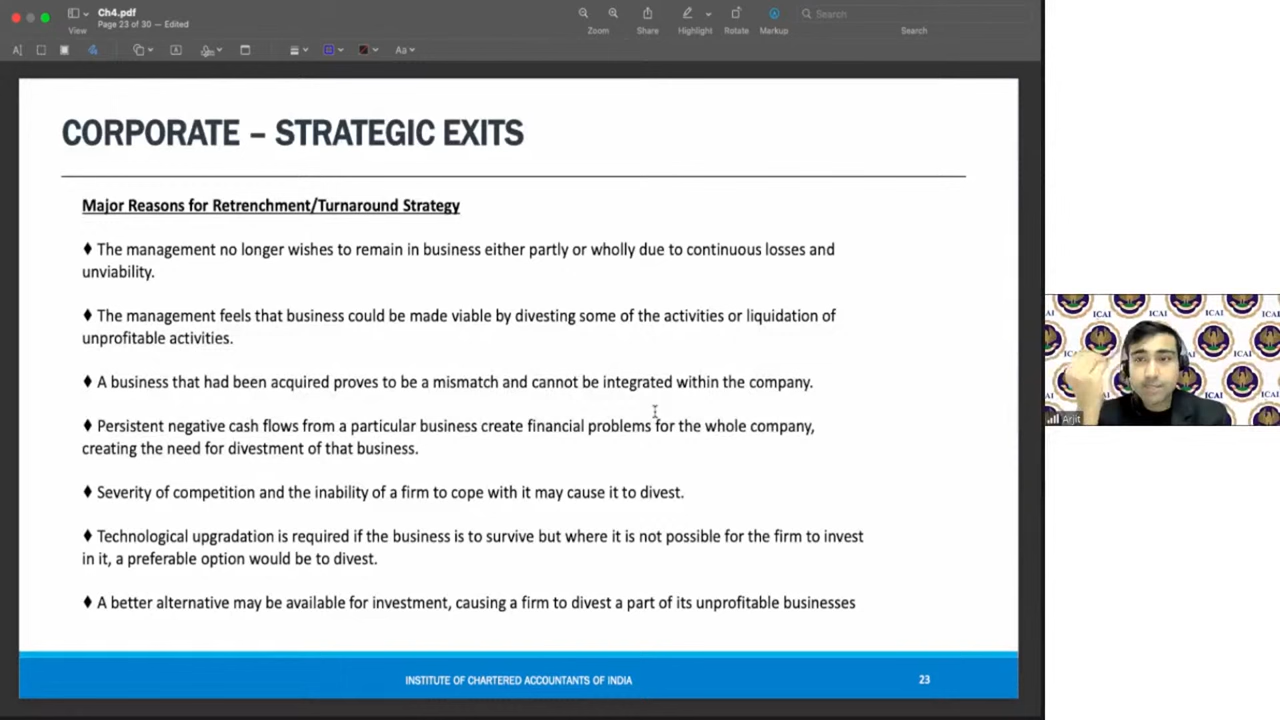 Ch4.pdf
Page 23 of 30 — Edited
View
Zoom
Share
Highlight
Rotate
Markup
Search
Search
Aa
CORPORATE – STRATEGIC EXITS
Major Reasons for Retrenchment/Turnaround Strategy
♦ The management no longer wishes to remain in business either partly or wholly due to continuous losses and
unviability.
♦ The management feels that business could be made viable by divesting some of the activities or liquidation of
unprofitable activities.
♦ A business that had been acquired proves to be a mismatch and cannot be integrated within the company.
♦ Persistent negative cash flows from a particular business create financial problems for the whole company,
creating the need for divestment of that business.
♦ Severity of competition and the inability of a firm to cope with it may cause it to divest.
♦ Technological upgradation is required if the business is to survive but where it is not possible for the firm to invest
in it, a preferable option would be to divest.
♦ A better alternative may be available for investment, causing a firm to divest a part of its unprofitable businesses
INSTITUTE OF CHARTERED ACCOUNTANTS OF INDIA
23
ICAI
ICAI
ICAI
Arjit